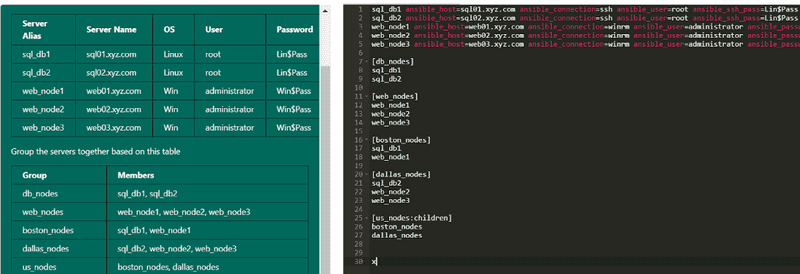 Server Alias Server Name OS User Password
sql_db1 sql01.xyz.com Linux root Lin$Pass
sql_db2 sql02.xyz.com Linux root Lin$Pass
web_node1 web01.xyz.com Win administrator Win$Pass
web_node2 web02.xyz.com Win administrator Win$Pass
web_node3 web03.xyz.com Win administrator Win$Pass
Group the servers together based on this table
Group Members
db_nodes sql_db1, sql_db2
web_nodes web_node1, web_node2, web_node3
boston_nodes sql_db1, web_node1
dallas_nodes sql_db2, web_node2, web_node3
us_nodes boston_nodes, dallas_nodes
1 sql_db1 ansible_host=sql01.xyz.com ansible_connection=ssh ansible_user=root ansible_ssh_pass=Lin$Pass
2 sql_db2 ansible_host=sql02.xyz.com ansible_connection=ssh ansible_user=root ansible_ssh_pass=Lin$Pass
3 web_node1 ansible_host=web01.xyz.com ansible_connection=winrm ansible_user=administrator ansible_passw
4 web_node2 ansible_host=web02.xyz.com ansible_connection=winrm ansible_user=administrator ansible_passw
5 web_node3 ansible_host=web03.xyz.com ansible_connection=winrm ansible_user=administrator ansible_passw
6
7 [db_nodes]
8 sql_db1
9 sql_db2
10
11 [web_nodes]
12 web_node1
13 web_node2
14 web_node3
15
16 [boston_nodes]
17 sql_db1
18 web_node1
19
20 [dallas_nodes]
21 sql_db2
22 web_node2
23 web_node3
24
25 [us_nodes:children]
26 boston_nodes
27 dallas_nodes
28
29
30 x